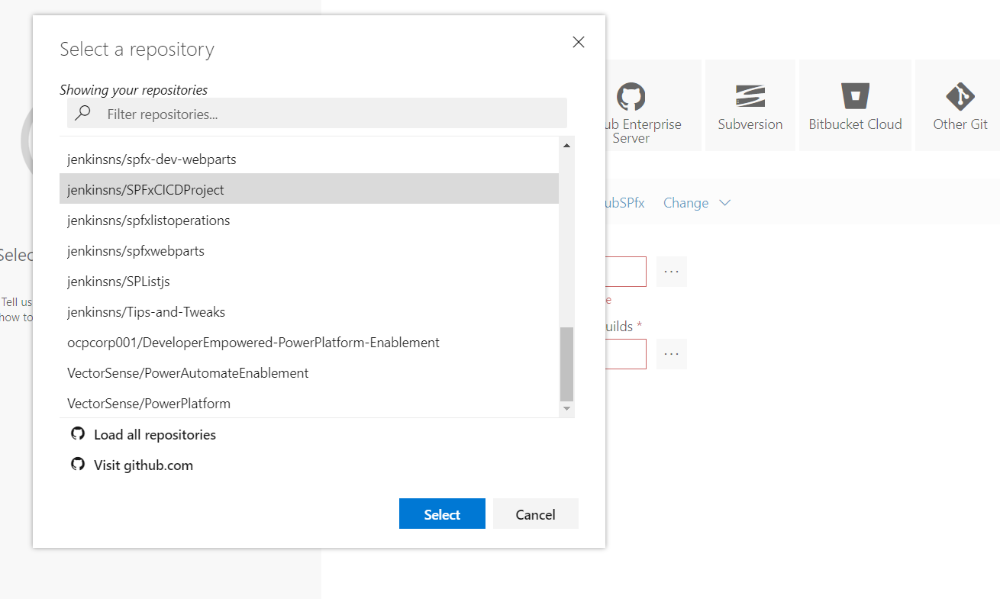 Select a repository
Showing your repositories
Filter repositories...
jenkinsns/spfx-dev-webparts
jenkinsns/SPFxCICDProject
jenkinsns/spfxlistoperations
jenkinsns/spfxwebparts
jenkinsns/SPListjs
jenkinsns/Tips-and-Tweaks
ocpcorp001/DeveloperEmpowered-PowerPlatform-Enablement
VectorSense/PowerAutomateEnablement
VectorSense/PowerPlatform
Load all repositories
Visit github.com
Select
Cancel
ub Enterprise
Server
Subversion
Bitbucket Cloud
Other Git
ubSPfx
Change
...
e
uilds *
...
Selec
Tell us
how to